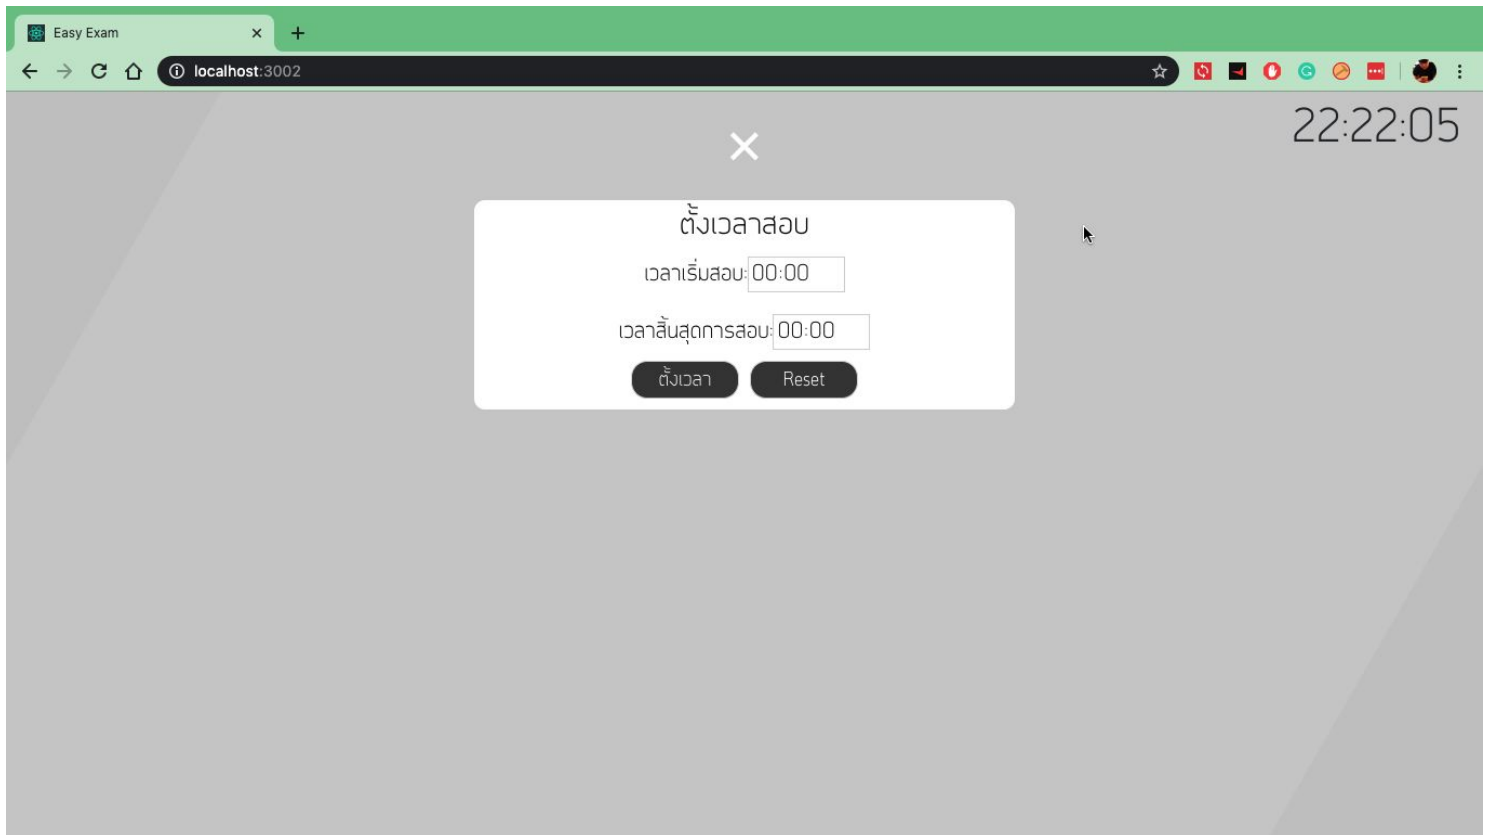 Easy Exam
localhost:3002
22:22:05
ตั้งเวลาสอบ
เวลาเริ่มสอบ: 00:00
เวลาสิ้นสุดการสอบ: 00:00
ตั้งเวลา Reset